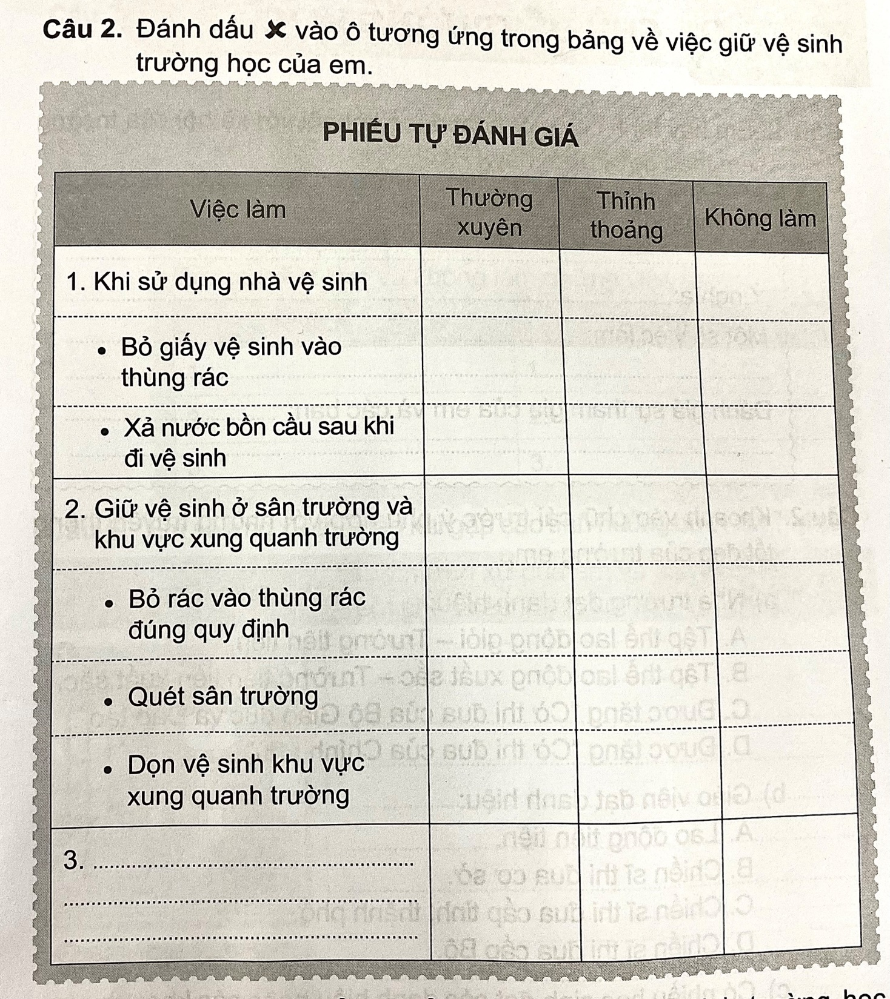 Câu 2. Đánh dấu ✗ vào ô tương ứng trong bảng về việc giữ vệ sinh
trường học của em.
PHIẾU TỰ ĐÁNH GIÁ
Việc làm
Thường
xuyên
Thỉnh
thoảng
Không làm
1. Khi sử dụng nhà vệ sinh
• Bỏ giấy vệ sinh vào
thùng rác
• Xả nước bồn cầu sau khi
đi vệ sinh
2. Giữ vệ sinh ở sân trường và
khu vực xung quanh trường
• Bỏ rác vào thùng rác
đúng quy định
• Quét sân trường
• Dọn vệ sinh khu vực
xung quanh trường
3.